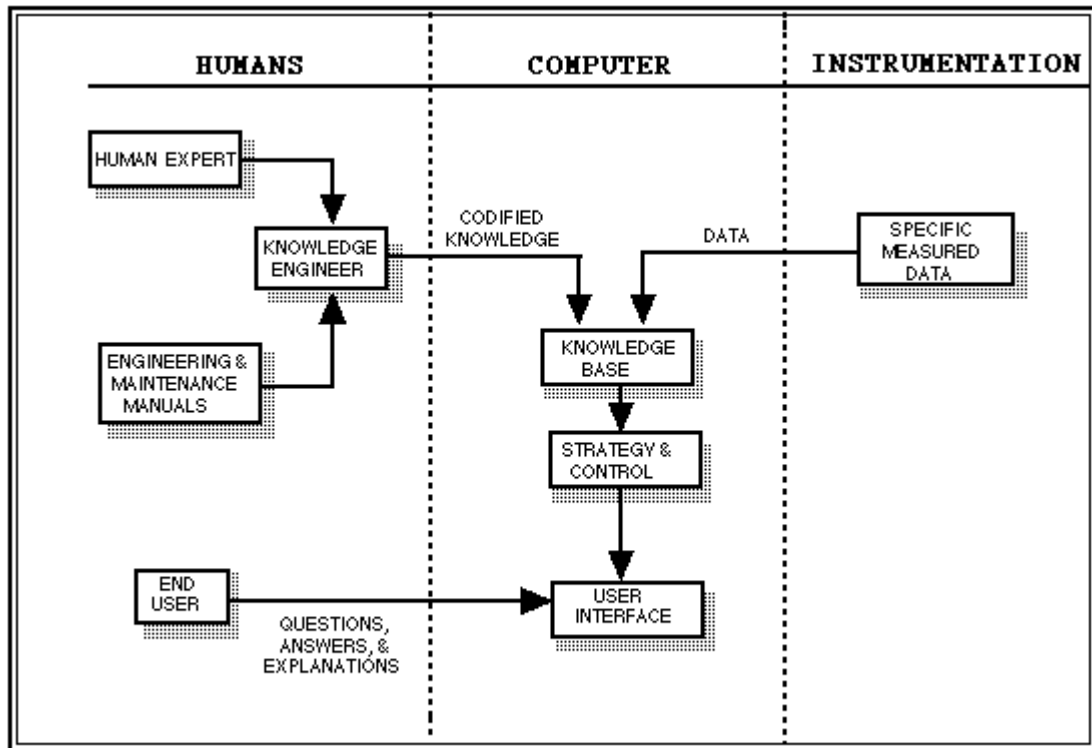 HUMANS
COMPUTER
INSTRUMENTATION
HUMAN EXPERT
KNOWLEDGE
ENGINEER
CODIFIED
KNOWLEDGE
DATA
SPECIFIC
MEASURED
DATA
ENGINEERING &
MAINTENANCE
MANUALS
KNOWLEDGE
BASE
STRATEGY &
CONTROL
END
USER
USER
INTERFACE
QUESTIONS,
ANSWERS, &
EXPLANATIONS